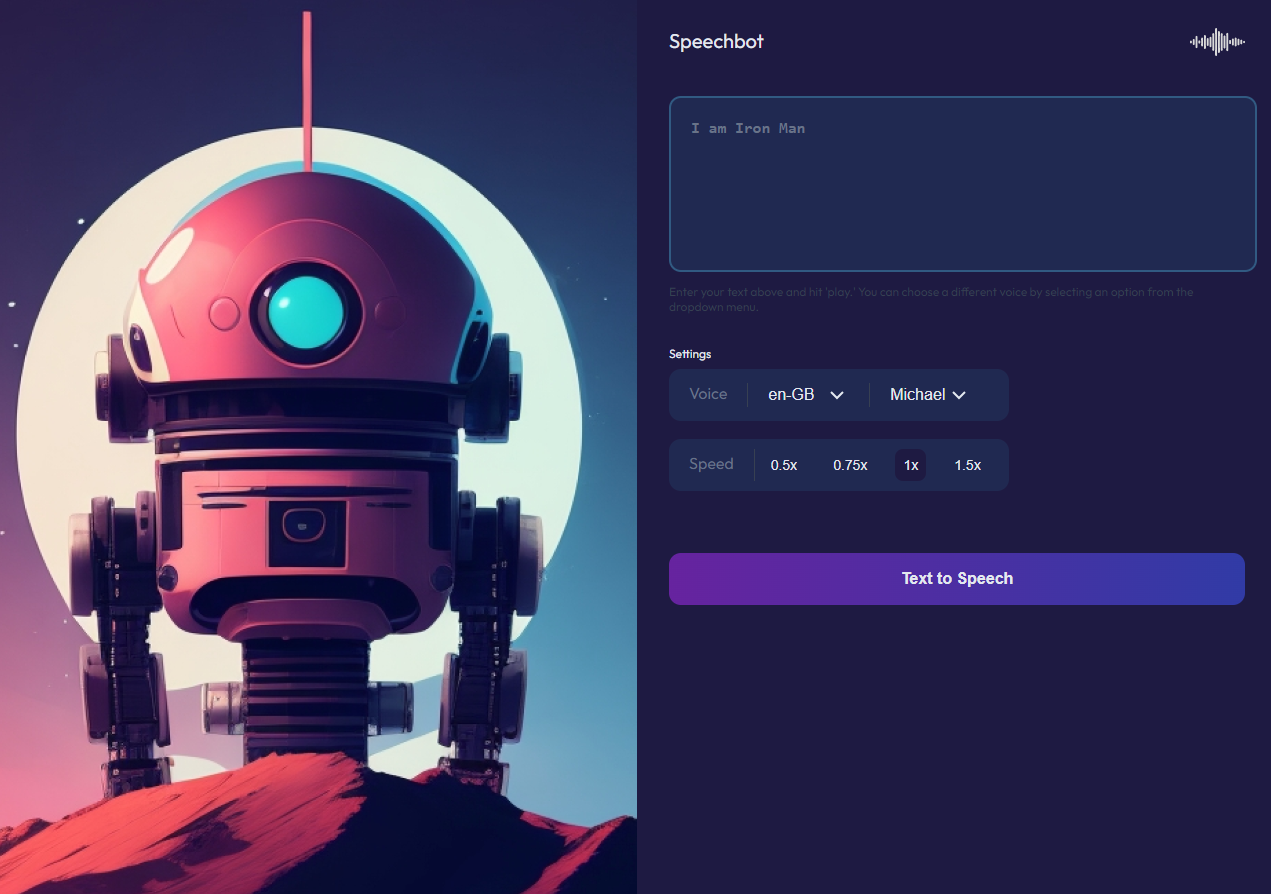 Speechbot
I am Iron Man
Enter your text above and hit 'play.' You can choose a different voice by selecting an option from the
dropdown menu.
Settings
Voice en-GB Michael
Speed 0.5x 0.75x 1x 1.5x
Text to Speech